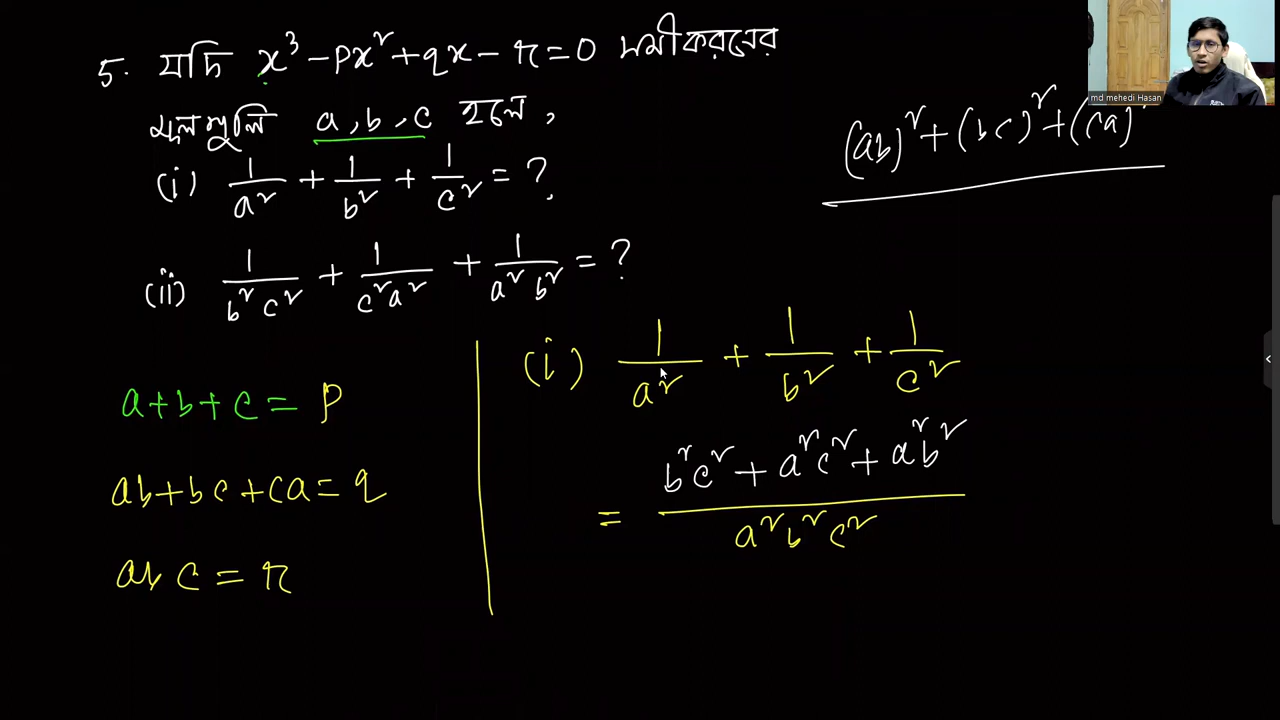 5. যদি x³ – px² + qx – r = 0 সমীকরনের
মূলগুলি a, b, c হলে,
(i) 1/a² + 1/b² + 1/c² = ?
(ii) 1/b²c² + 1/c²a² + 1/a²b² = ?
(ab)² + (bc)² + (ca)
md mehedi Hasan
a+b+c = p
ab+bc+ca = q
abc = r
(i) 1/a² + 1/b² + 1/c²
= b²c² + a²c² + a²b² / a²b²c²